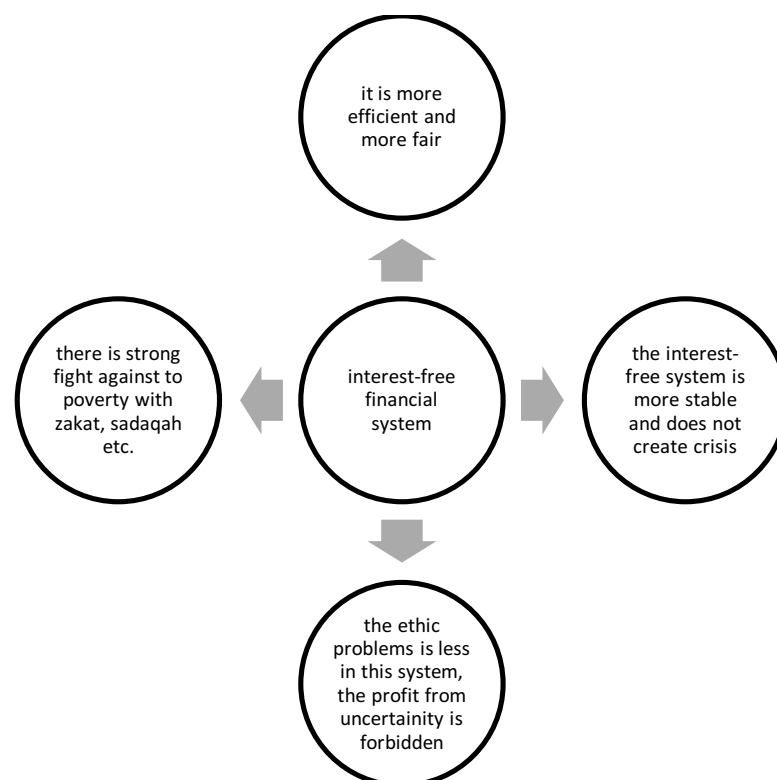 it is more
efficient and
more fair
there is strong
fight against to
poverty with
zakat, sadaqah
etc.
interest-free
financial
system
the interest-
free system is
more stable
and does not
create crisis
the ethic
problems is less
in this system,
the profit from
uncertainity is
forbidden